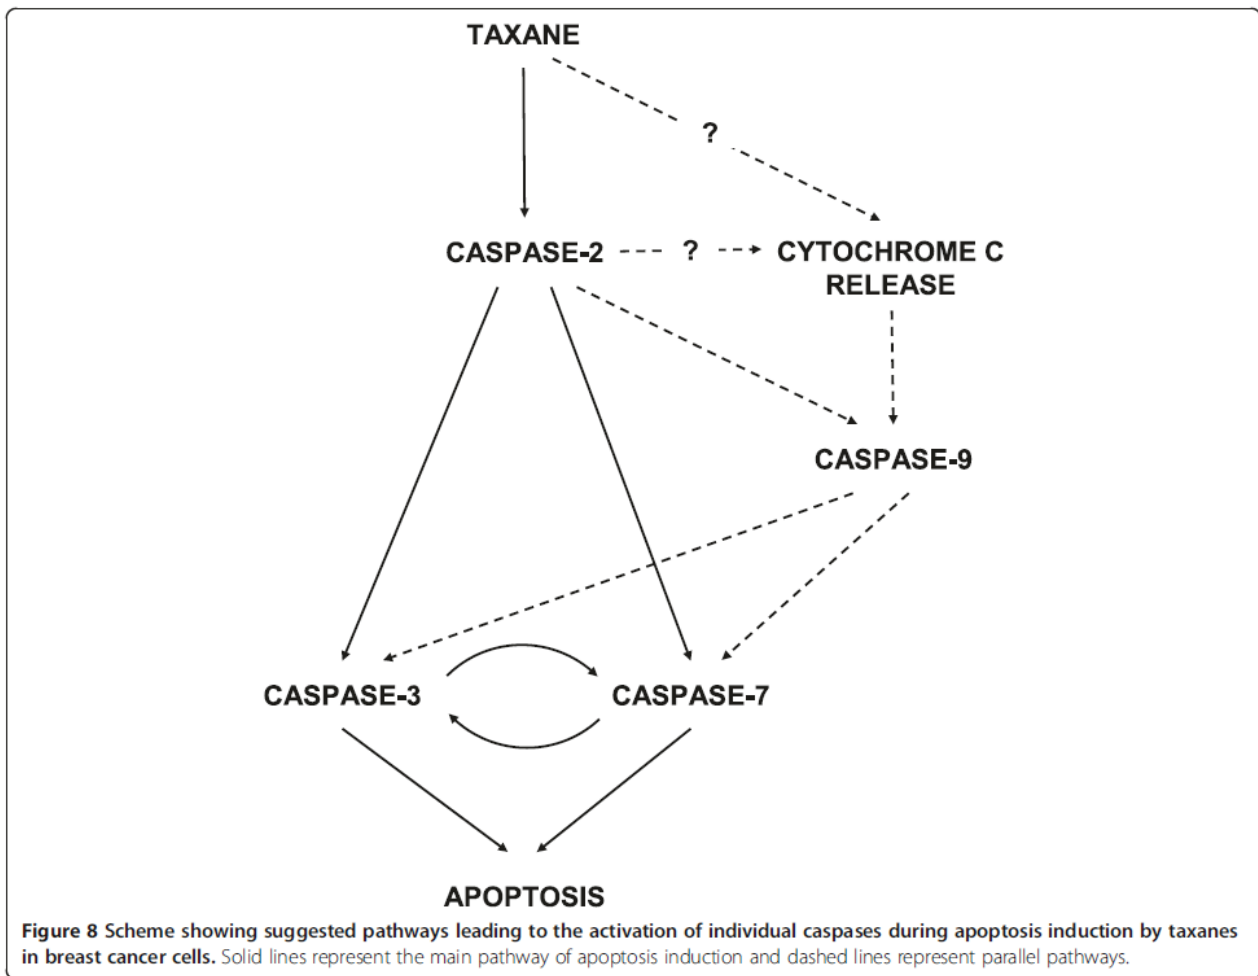 TAXANE
?
CASPASE-2 ? CYTOCHROME C
RELEASE
CASPASE-9
CASPASE-3 CASPASE-7
APOPTOSIS
Figure 8 Scheme showing suggested pathways leading to the activation of individual caspases during apoptosis induction by taxanes
in breast cancer cells. Solid lines represent the main pathway of apoptosis induction and dashed lines represent parallel pathways.